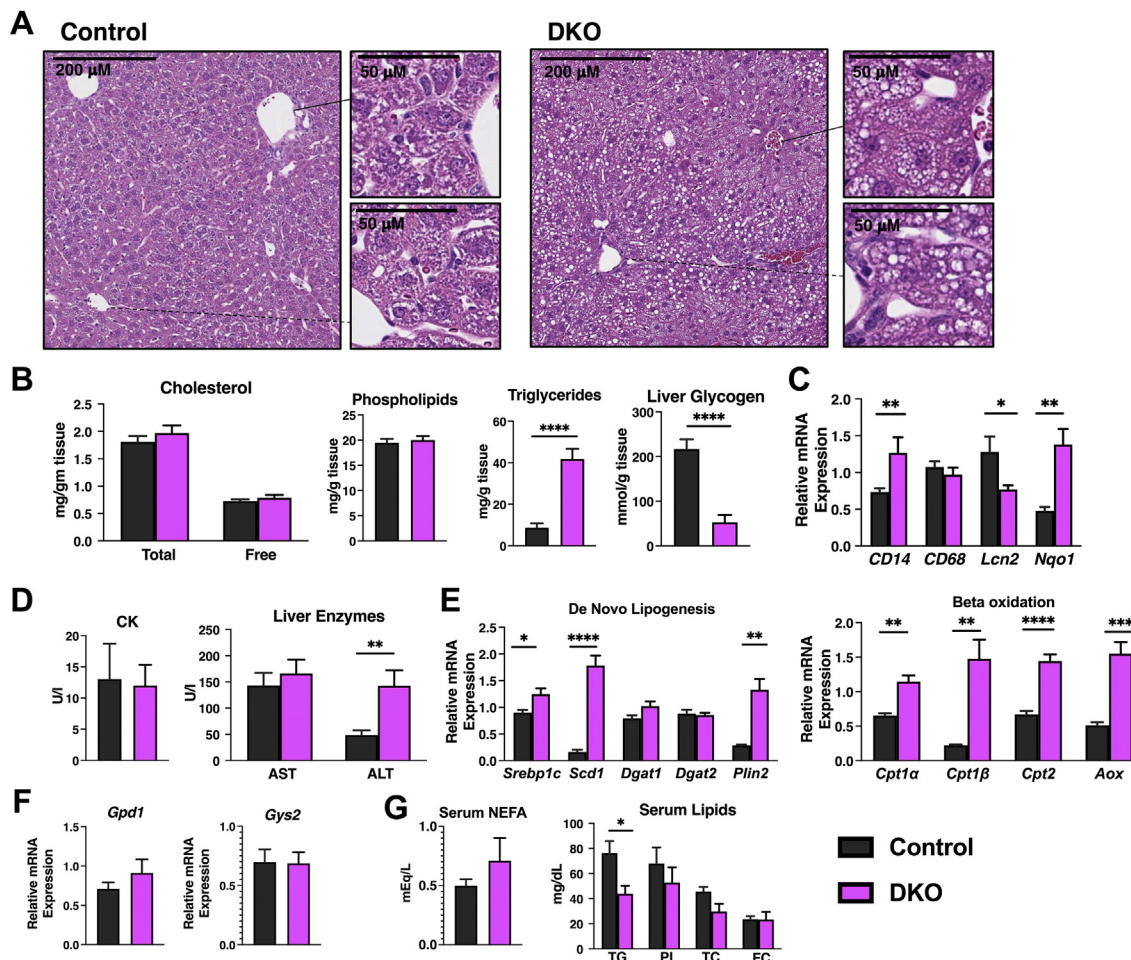 A
Control
DKO
200 µM
50 µM
50 µM
200 µM
50 µM
50 µM
B
Cholesterol
mg/gm tissue
2.5
2.0
1.5
1.0
0.5
0.0
Total
Free
Phospholipids
mg/g tissue
25
20
15
10
5
0
Triglycerides
mg/g tissue
60
40
20
0
****
Liver Glycogen
mmol/g tissue
300
200
100
0
****
C
Relative mRNA
Expression
1.5
1.0
0.5
0.0
**
*
**
CD14
CD68
Lcn2
Nqo1
D
CK
U/l
20
15
10
5
0
Liver Enzymes
U/l
250
200
150
100
50
0
**
AST
ALT
E
De Novo Lipogenesis
Relative mRNA
Expression
2.5
2.0
1.5
1.0
0.5
0.0
*
****
**
Srebp1c
Scd1
Dgat1
Dgat2
Plin2
Beta oxidation
Relative mRNA
Expression
2.0
1.5
1.0
0.5
0.0
**
**
****
***
Cpt1α
Cpt1β
Cpt2
Aox
F
Gpd1
Relative mRNA
Expression
1.5
1.0
0.5
0.0
Gys2
Relative mRNA
Expression
1.0
0.5
0.0
G
Serum NEFA
mEq/L
1.0
0.5
0.0
Serum Lipids
mg/dL
100
80
60
40
20
0
*
TG
PL
TC
FC
Control
DKO